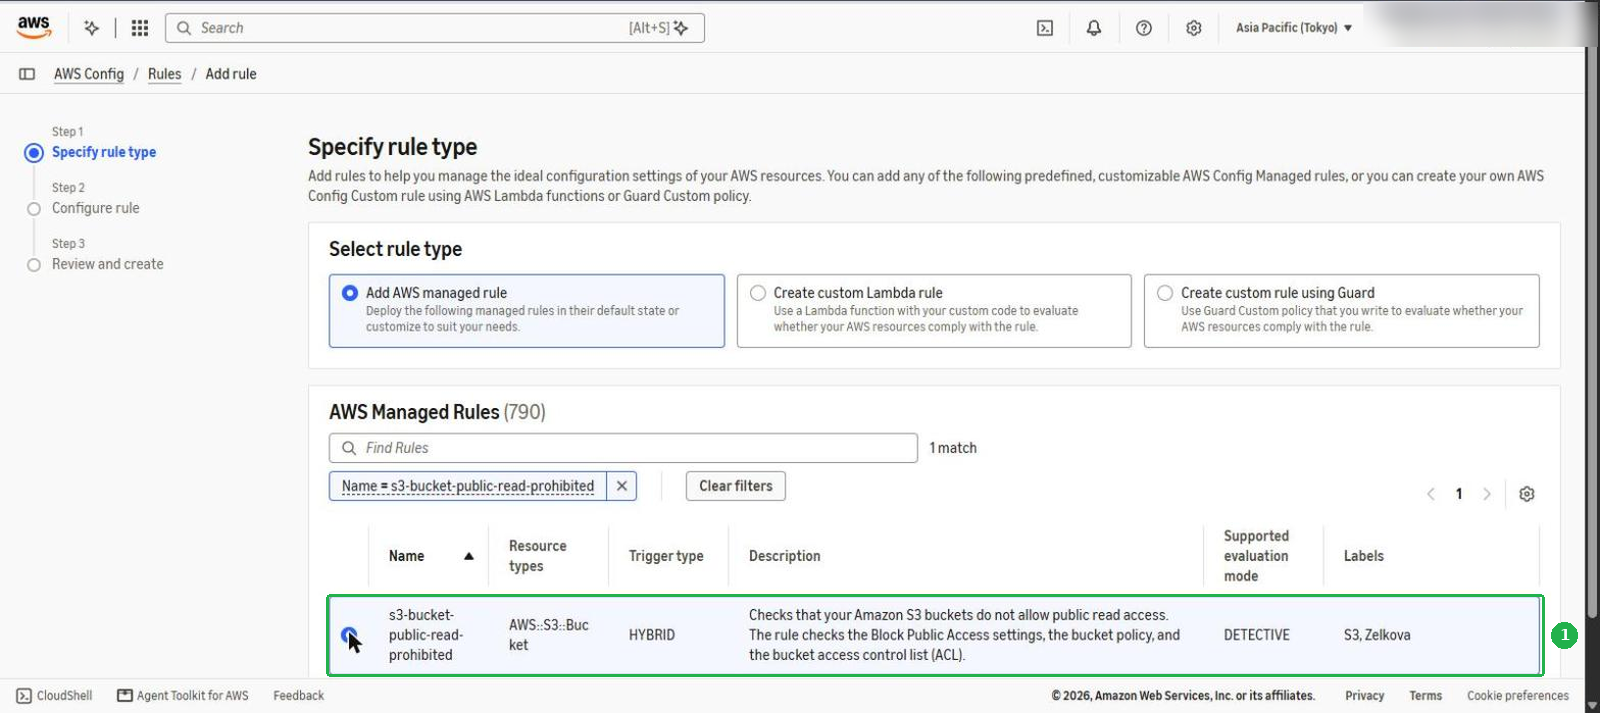 aws
Search [Alt+S]
Asia Pacific (Tokyo)
AWS Config / Rules / Add rule
Step 1
Specify rule type
Step 2
Configure rule
Step 3
Review and create
Specify rule type
Add rules to help you manage the ideal configuration settings of your AWS resources. You can add any of the following predefined, customizable AWS Config Managed rules, or you can create your own AWS
Config Custom rule using AWS Lambda functions or Guard Custom policy.
Select rule type
Add AWS managed rule
Deploy the following managed rules in their default state or
customize to suit your needs.
Create custom Lambda rule
Use a Lambda function with your custom code to evaluate
whether your AWS resources comply with the rule.
Create custom rule using Guard
Use Guard Custom policy that you write to evaluate whether your
AWS resources comply with the rule.
AWS Managed Rules (790)
Find Rules
1 match
Name = s3-bucket-public-read-prohibited
Clear filters
1
Name
Resource
types
Trigger type
Description
Supported
evaluation
mode
Labels
s3-bucket-
public-read-
prohibited
AWS::S3::Buc
ket
HYBRID
Checks that your Amazon S3 buckets do not allow public read access.
The rule checks the Block Public Access settings, the bucket policy, and
the bucket access control list (ACL).
DETECTIVE
S3, Zelkova
1
CloudShell
Agent Toolkit for AWS
Feedback
© 2026, Amazon Web Services, Inc. or its affiliates.
Privacy
Terms
Cookie preferences